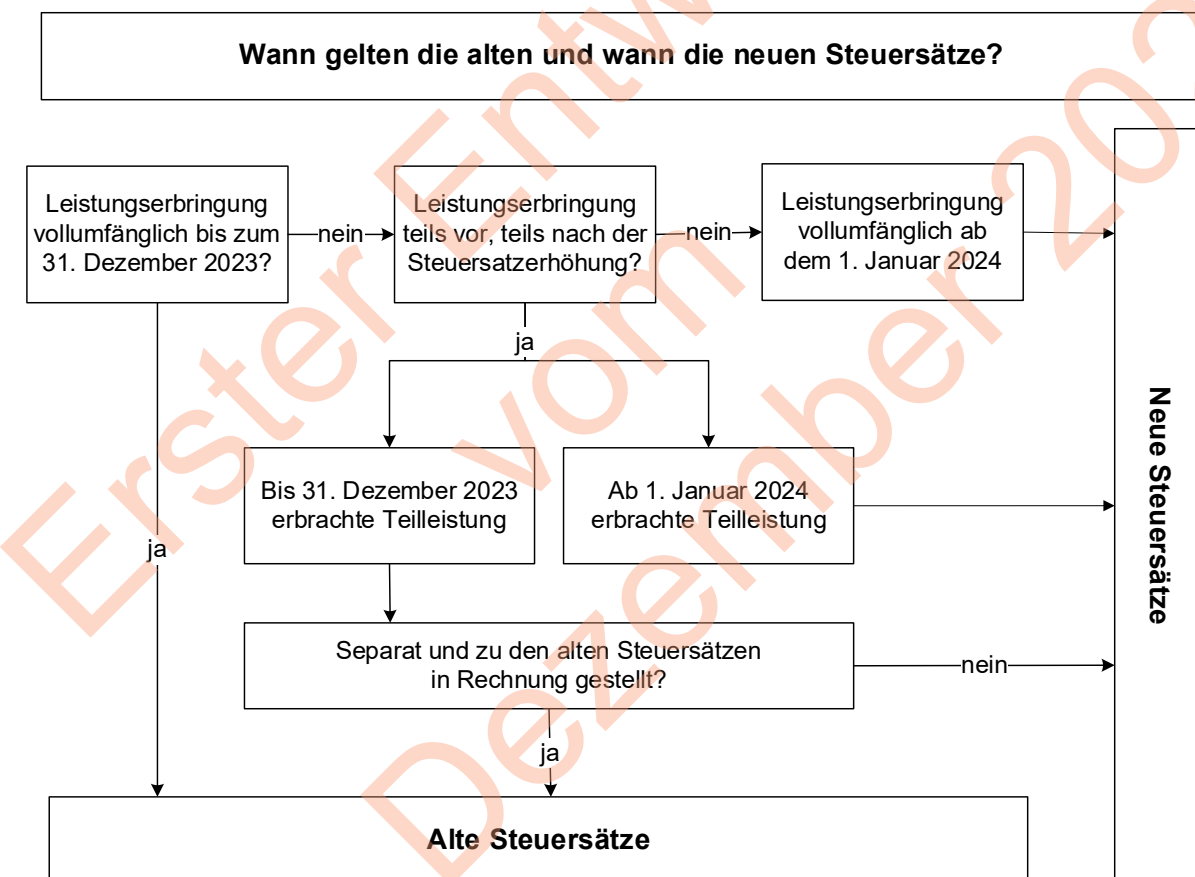 Wann gelten die alten und wann die neuen Steuersätze?
Leistungserbringung
vollumfänglich bis zum
31. Dezember 2023?
nein
Leistungserbringung
teils vor, teils nach der
Steuersatzerhöhung?
nein
Leistungserbringung
vollumfänglich ab
dem 1. Januar 2024
ja
Bis 31. Dezember 2023
erbrachte Teilleistung
Ab 1. Januar 2024
erbrachte Teilleistung
ja
Separat und zu den alten Steuersätzen
in Rechnung gestellt?
nein
ja
Alte Steuersätze
Neue Steuersätze
Erster
vom
Dezember